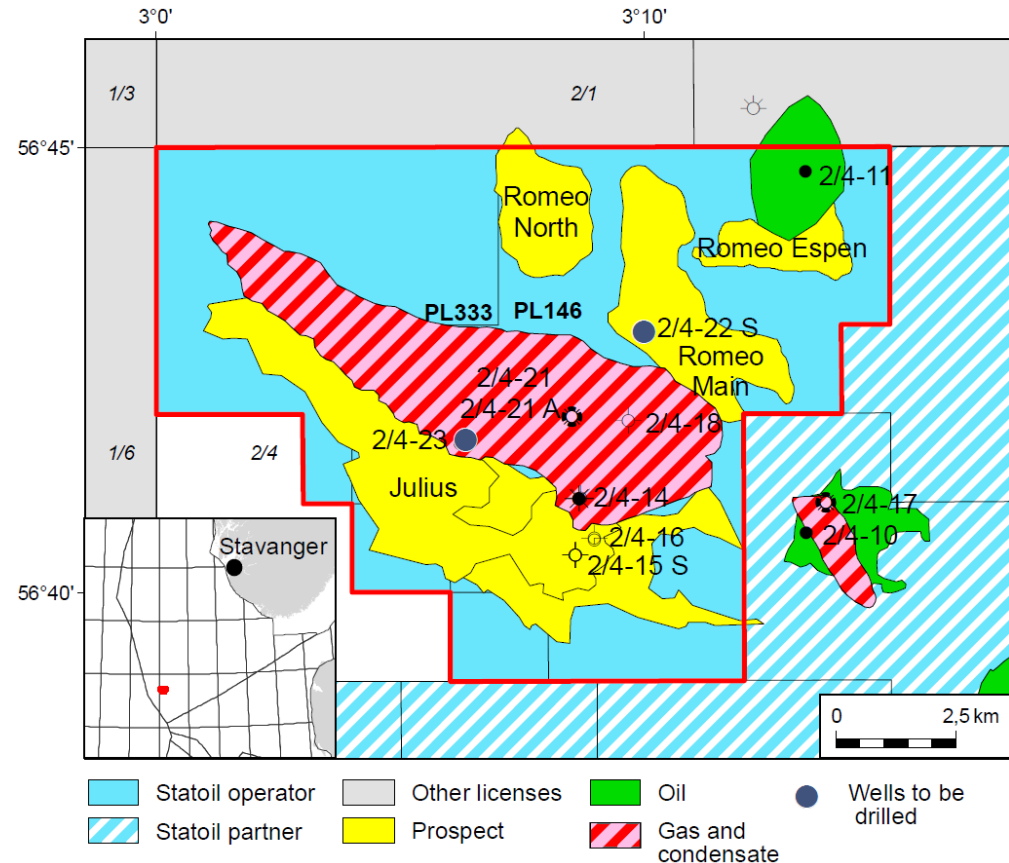 3°0'
3°10'
1/3
2/1
56°45'
2/4-11
Romeo
North
Romeo Espen
PL333
PL146
2/4-22 S
Romeo
Main
2/4-21
2/4-21 A
2/4-18
2/4-23
1/6
2/4
Julius
2/4-14
2/4-17
2/4-10
2/4-16
2/4-15 S
Stavanger
56°40'
0
2,5 km
Statoil operator
Other licenses
Oil
Wells to be
drilled
Statoil partner
Prospect
Gas and
condensate